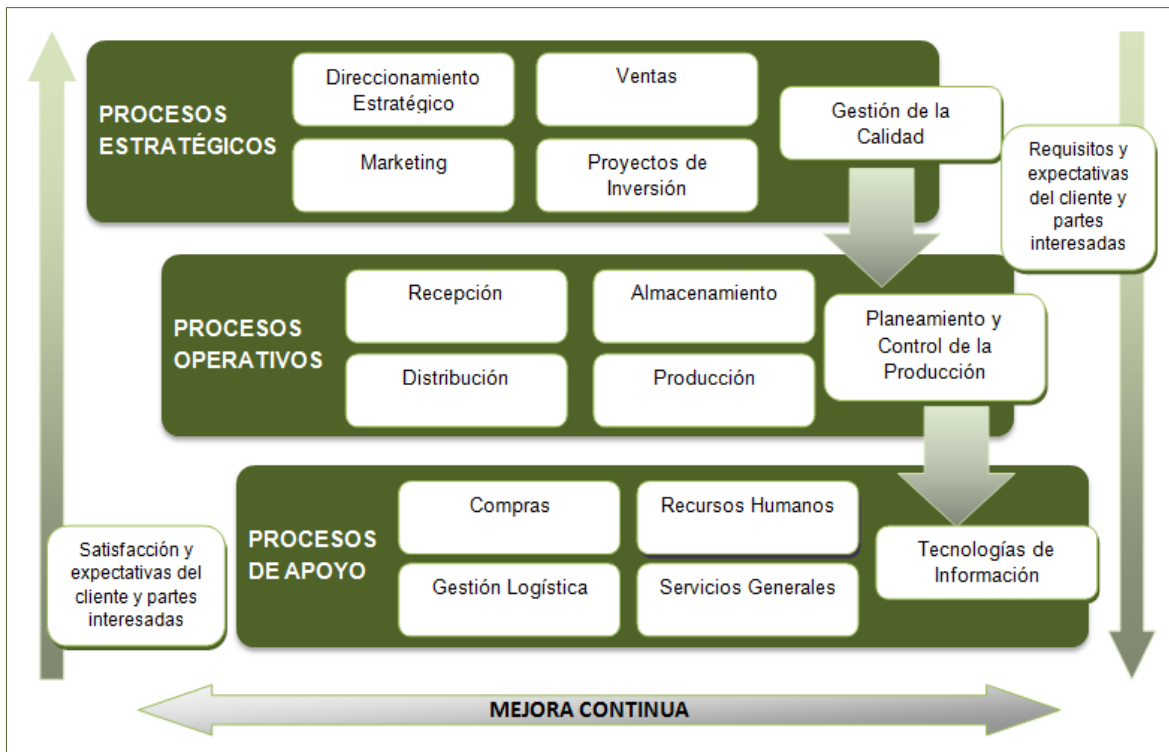 PROCESOS
ESTRATÉGICOS
Direccionamiento
Estratégico
Ventas
Marketing
Proyectos de
Inversión
Gestión de la
Calidad
Requisitos y
expectativas
del cliente y
partes
interesadas
PROCESOS
OPERATIVOS
Recepción
Almacenamiento
Distribución
Producción
Planeamiento y
Control de la
Producción
PROCESOS
DE APOYO
Compras
Recursos Humanos
Gestión Logística
Servicios Generales
Tecnologías de
Información
Satisfacción y
expectativas del
cliente y partes
interesadas
MEJORA CONTINUA